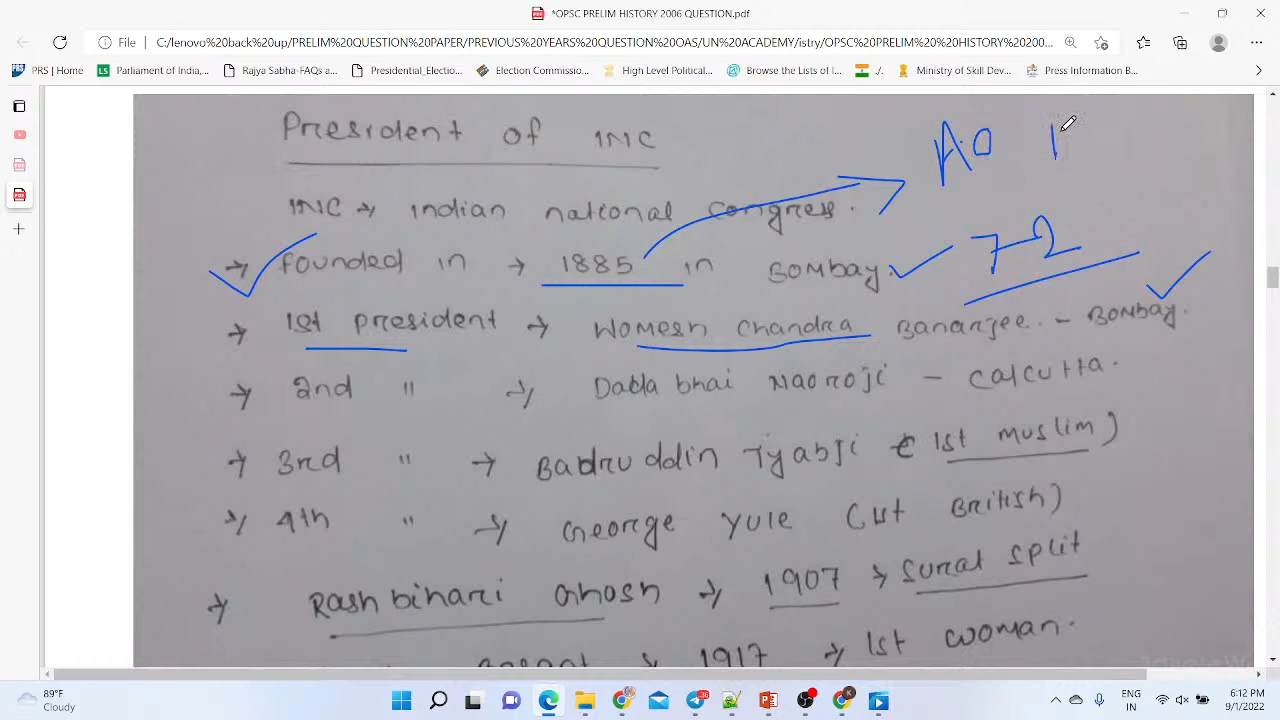 *OPSC PRELIM HISTORY 2006 QUESTION.pdf
File | C:/lenovo%20back%20up/PRELIM%20QUESTION%20PAPER/PREVIOUS%20YEARS%20QUESTION%20OAS/UN%20ACADEMY/istry/OPSC%20PRELIM%20%20HISTORY%20200...
PRS | Home Parliament of India,... Rajya Sabha-FAQs » Presidential_Electio... Election Commissio... High Level Political... Browse the Lists of I... ./. Ministry of Skill Dev... Press Information B...
President of INC
A.O
INC → Indian national congress.
founded in → 1885 in Bombay.
72
→ 1st president → Womesh Chandra Banarjee. - Bombay.
→ 2nd " → Dadabhai Naoroji - Calcutta.
→ 3rd " → Badruddin Tyabji (1st muslim)
→ 4th " → George Yule (1st British)
→ Rashbihari Ghosh → 1907 → Surat split
1917 → 1st woman.
89°F
Cloudy
38
ENG
IN
6:12 PM
9/1/2022